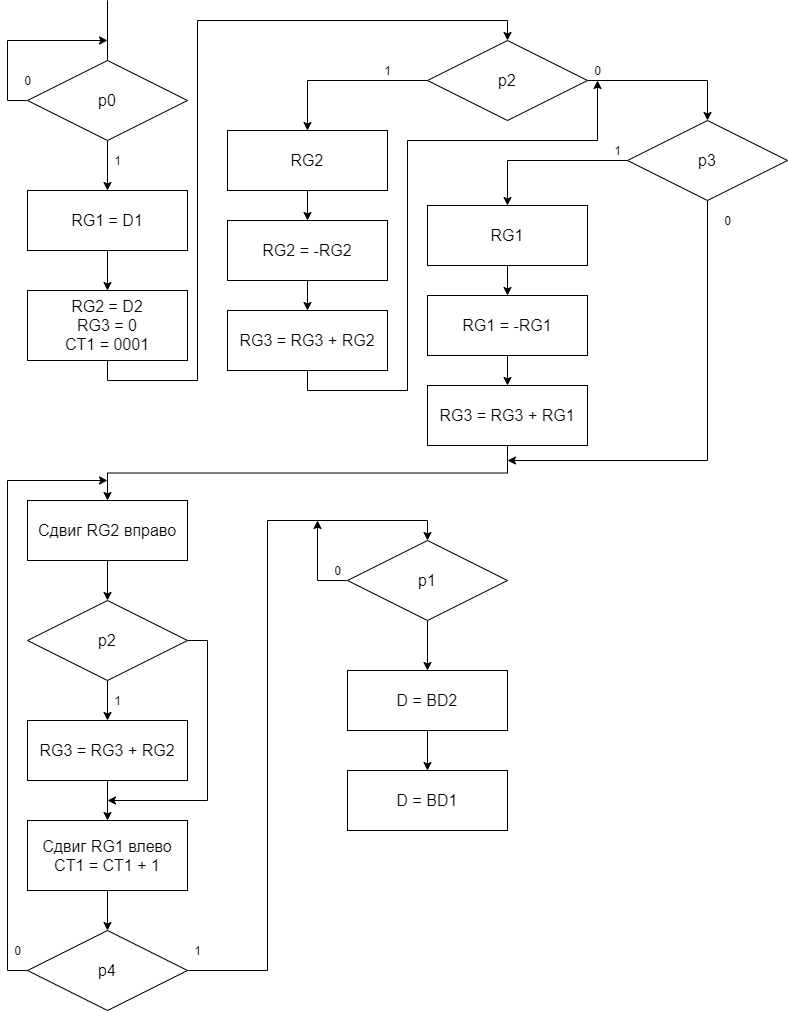 p0
0
1
RG1 = D1
RG2 = D2
RG3 = 0
CT1 = 0001
p2
1
0
RG2
RG2 = -RG2
RG3 = RG3 + RG2
p3
1
0
RG1
RG1 = -RG1
RG3 = RG3 + RG1
Сдвиг RG2 вправо
p2
1
RG3 = RG3 + RG2
Сдвиг RG1 влево
CT1 = CT1 + 1
p4
0
1
p1
0
D = BD2
D = BD1